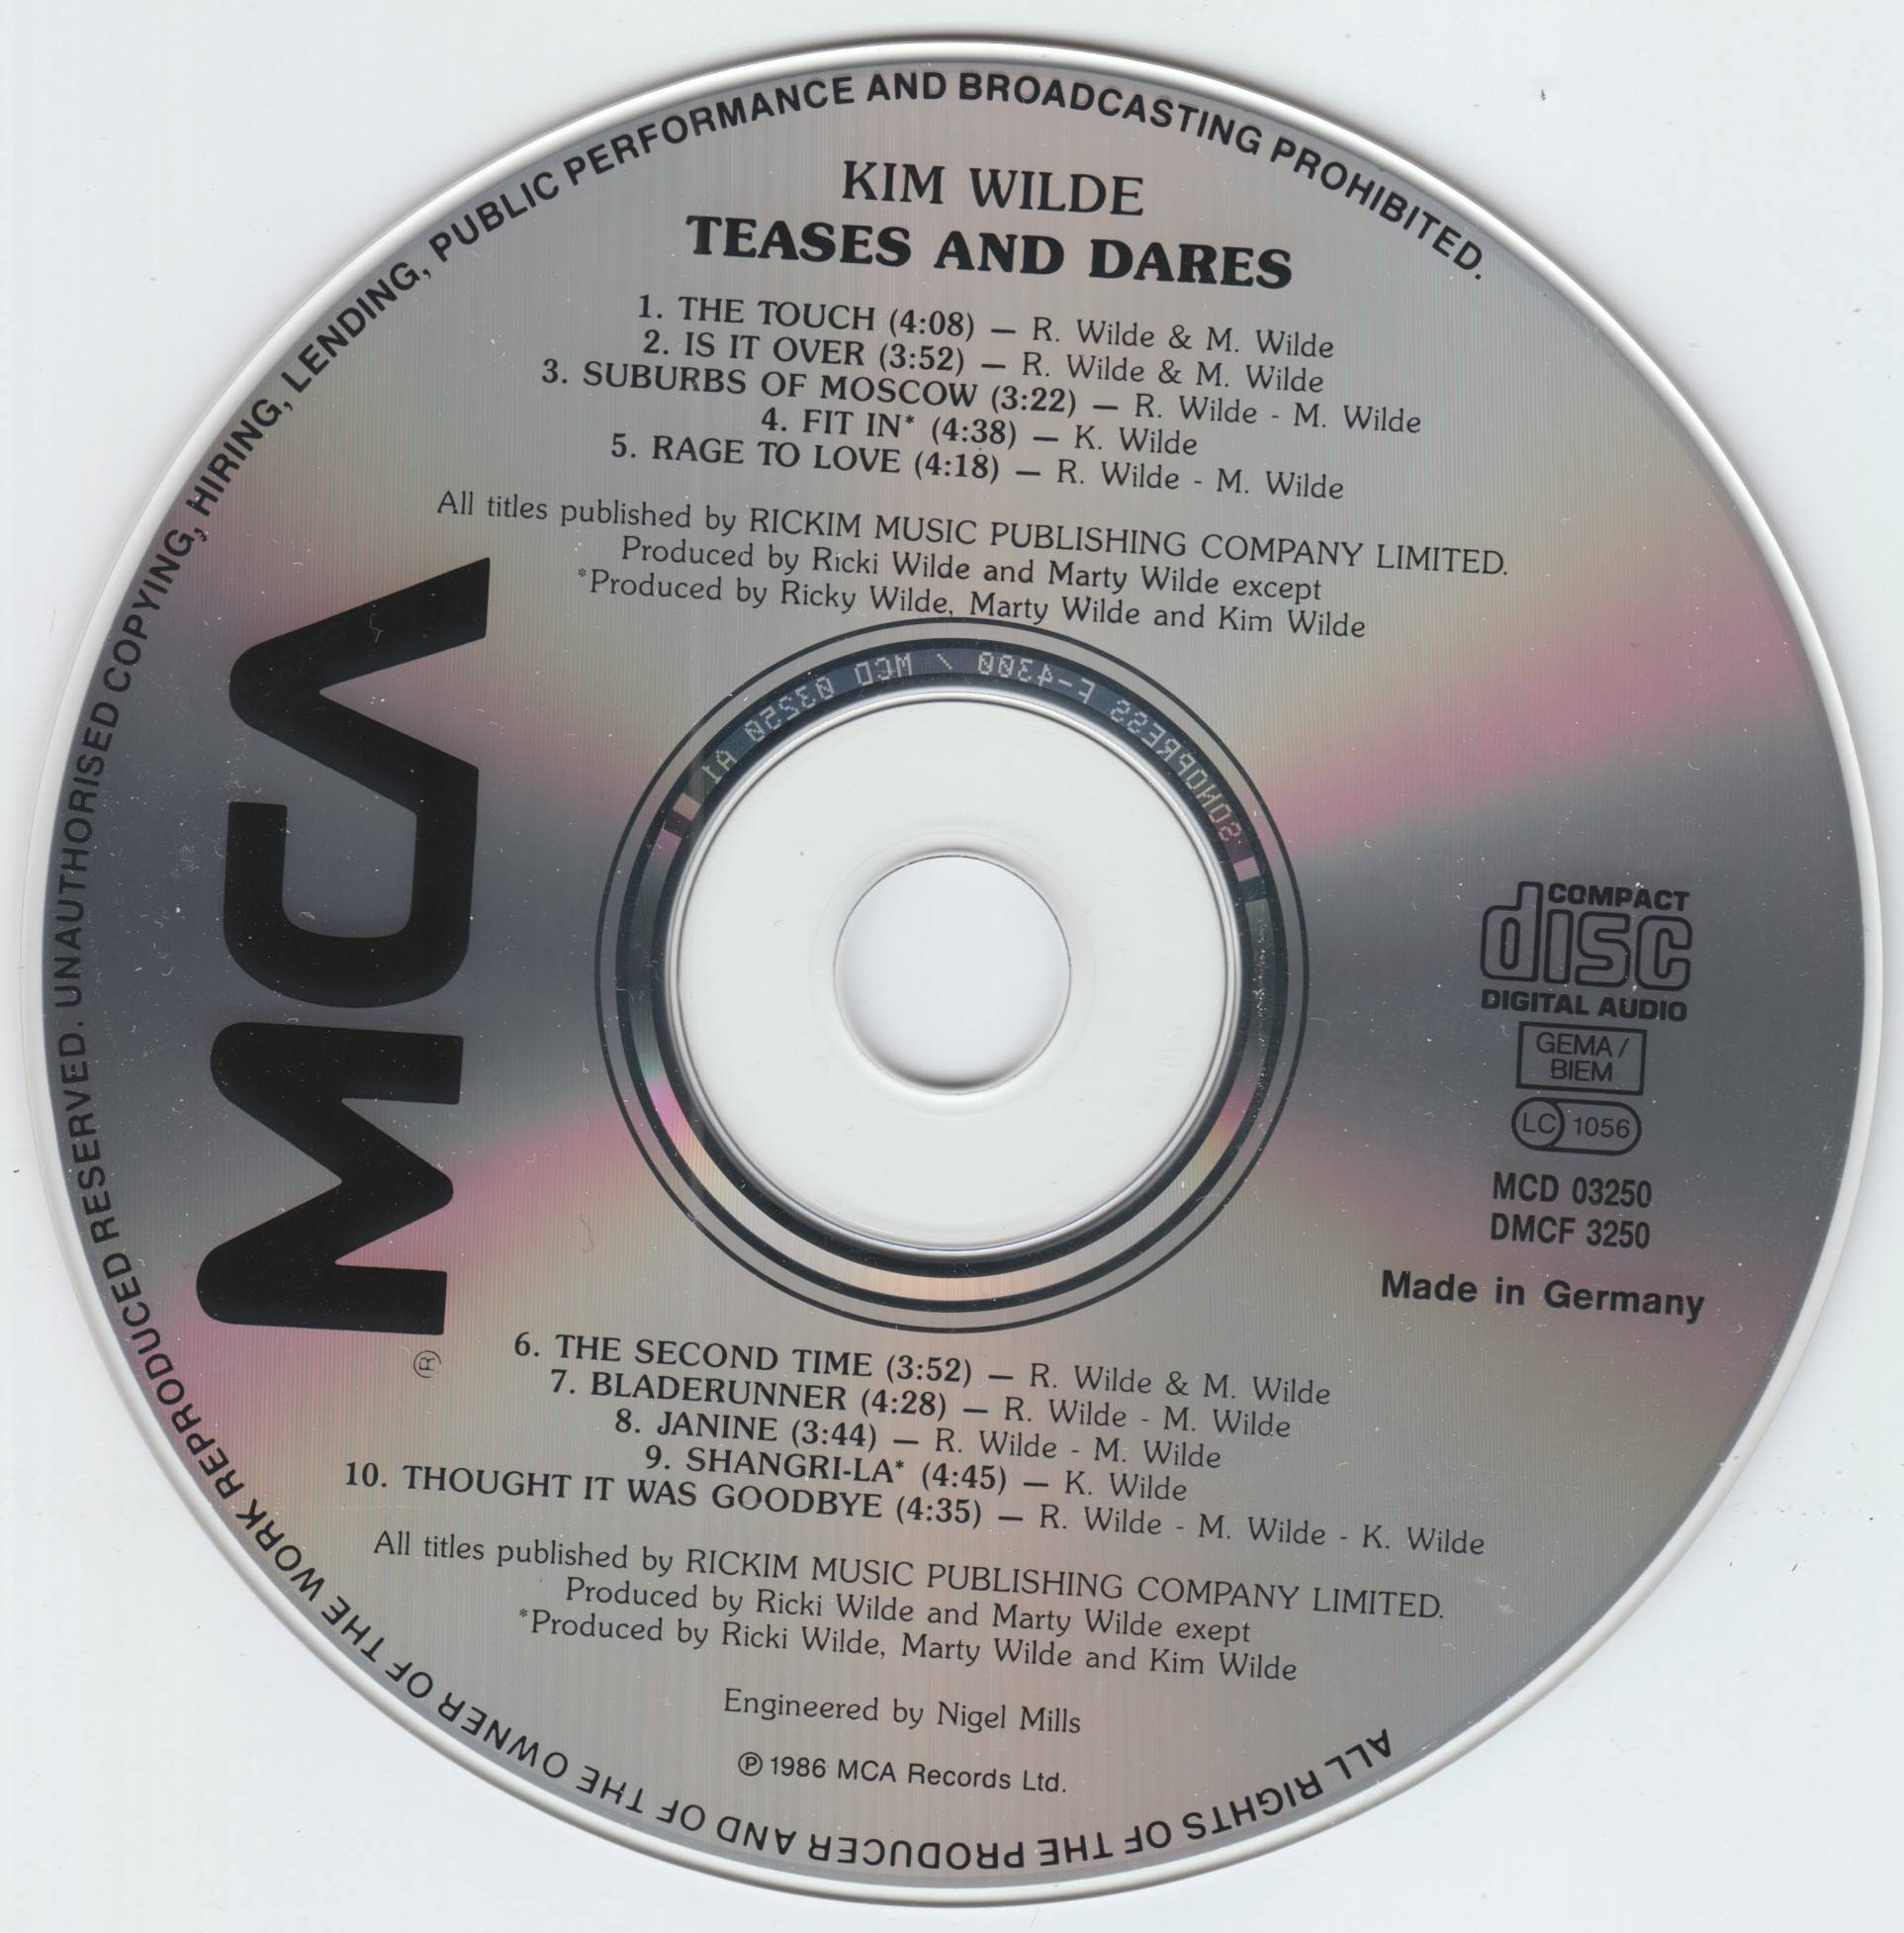 ALL RIGHTS OF THE PRODUCER AND OF THE OWNER OF THE WORK REPRODUCED RESERVED. UNAUTHORISED COPYING, HIRING, LENDING, PUBLIC PERFORMANCE AND BROADCASTING PROHIBITED.
KIM WILDE
TEASES AND DARES
1. THE TOUCH (4:08) — R. Wilde & M. Wilde
2. IS IT OVER (3:52) — R. Wilde & M. Wilde
3. SUBURBS OF MOSCOW (3:22) — R. Wilde - M. Wilde
4. FIT IN* (4:38) — K. Wilde
5. RAGE TO LOVE (4:18) — R. Wilde - M. Wilde
All titles published by RICKIM MUSIC PUBLISHING COMPANY LIMITED.
Produced by Ricki Wilde and Marty Wilde except
*Produced by Ricky Wilde, Marty Wilde and Kim Wilde
SONOPRESS F-4300 / MCD 03250 A1
MCA
®
COMPACT
disc
DIGITAL AUDIO
GEMA /
BIEM
LC 1056
MCD 03250
DMCF 3250
Made in Germany
6. THE SECOND TIME (3:52) — R. Wilde & M. Wilde
7. BLADERUNNER (4:28) — R. Wilde - M. Wilde
8. JANINE (3:44) — R. Wilde - M. Wilde
9. SHANGRI-LA* (4:45) — K. Wilde
10. THOUGHT IT WAS GOODBYE (4:35) — R. Wilde - M. Wilde - K. Wilde
All titles published by RICKIM MUSIC PUBLISHING COMPANY LIMITED.
Produced by Ricki Wilde and Marty Wilde exept
*Produced by Ricki Wilde, Marty Wilde and Kim Wilde
Engineered by Nigel Mills
℗ 1986 MCA Records Ltd.